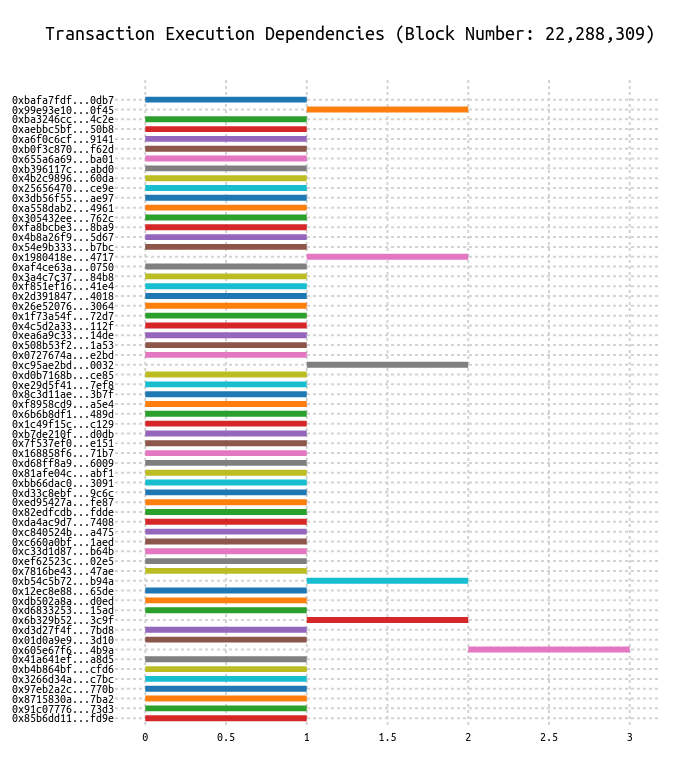 Transaction Execution Dependencies (Block Number: 22,288,309)
0xbafa7fdf...0db7
0x99e93e10...0f45
0xba3246cc...4c2e
0xaebbc5bf...50b8
0xa6f0c6cf...9141
0xb0f3c870...f62d
0x655a6a69...ba01
0xb396117c...abd0
0x4b2c9896...60da
0x25656470...ce9e
0x3db56f55...ae97
0xa558dab2...4961
0x305432ee...762c
0xfa8bcbe3...8ba9
0x4b8a26f9...5d67
0x54e9b333...b7bc
0x1980418e...4717
0xaf4ce63a...0750
0x3a4c7c37...84b8
0xf851ef16...41e4
0x2d391847...4018
0x26e52076...3064
0x1f73a54f...72d7
0x4c5d2a33...112f
0xea6a9c33...14de
0x508b53f2...1a53
0x0727674a...e2bd
0xc95ae2bd...0032
0xd0b7168b...ce85
0xe29d5f41...7ef8
0x8c3d11ae...3b7f
0xf8958cd9...a5e4
0x6b6b8df1...489d
0x1c49f15c...c129
0xb7de210f...d0db
0x7f537ef0...e151
0x168858f6...71b7
0xd68ff8a9...6009
0x81afe04c...abf1
0xbb66dac0...3091
0xd33c8ebf...9c6c
0xed95427a...fe87
0x82edfcdb...fdde
0xda4ac9d7...7408
0xc840524b...a475
0xc660a0bf...1aed
0xc33d1d87...b64b
0xef62523c...02e5
0x7816be43...47ae
0xb54c5b72...b94a
0x12ec8e88...65de
0xdb502a8a...d0ed
0xd6833253...15ad
0x6b329b52...3c9f
0xd3d27f4f...7bd8
0x01d0a9e9...3d10
0x605e67f6...4b9a
0x41a641ef...a8d5
0xb4b864bf...cfd6
0x3266d34a...c7bc
0x97eb2a2c...770b
0x8715830a...7ba2
0x91c07776...73d3
0x85b6dd11...fd9e
0 0.5 1 1.5 2 2.5 3